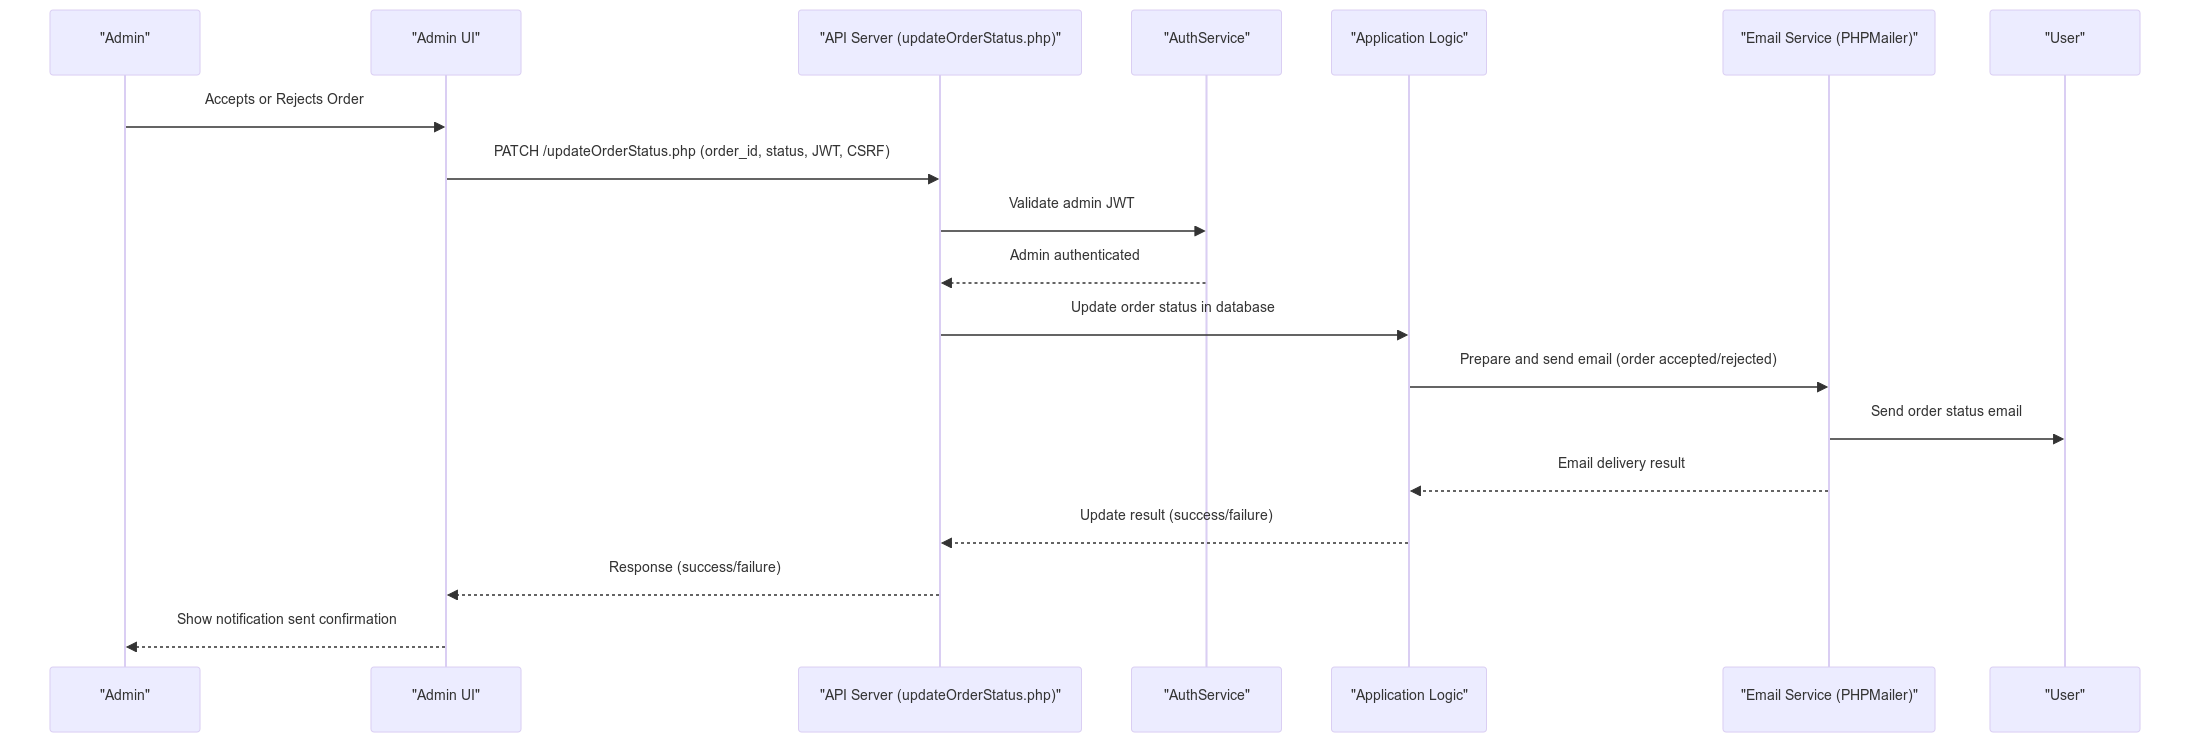 "Admin"
"Admin UI"
"API Server (updateOrderStatus.php)"
"AuthService"
"Application Logic"
"Email Service (PHPMailer)"
"User"
Accepts or Rejects Order
PATCH /updateOrderStatus.php (order_id, status, JWT, CSRF)
Validate admin JWT
Admin authenticated
Update order status in database
Prepare and send email (order accepted/rejected)
Send order status email
Email delivery result
Update result (success/failure)
Response (success/failure)
Show notification sent confirmation
"Admin"
"Admin UI"
"API Server (updateOrderStatus.php)"
"AuthService"
"Application Logic"
"Email Service (PHPMailer)"
"User"